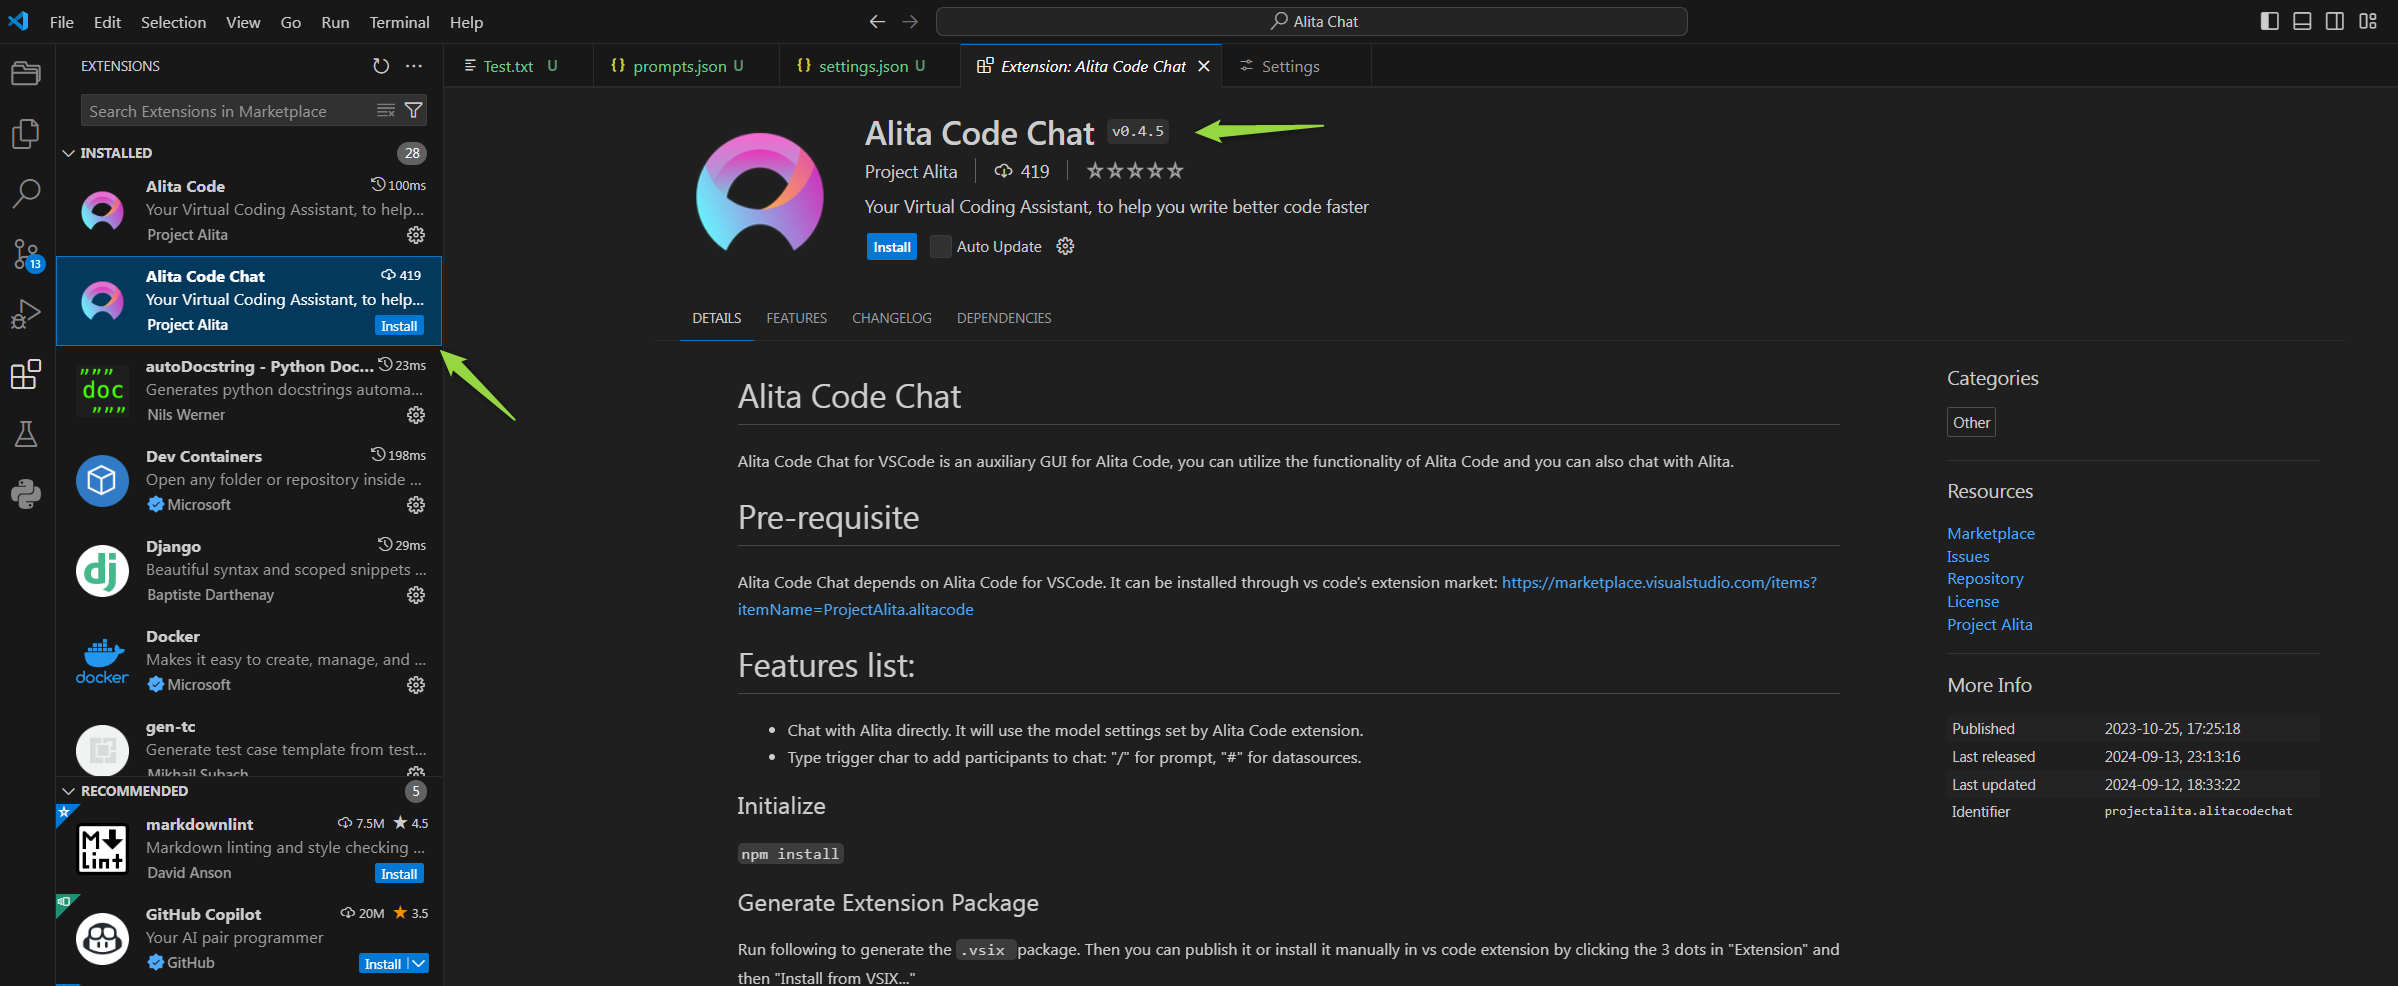 File Edit Selection View Go Run Terminal Help
Alita Chat
EXTENSIONS
Search Extensions in Marketplace
INSTALLED 28
Alita Code 100ms
Your Virtual Coding Assistant, to help...
Project Alita
Alita Code Chat 419
Your Virtual Coding Assistant, to help...
Project Alita Install
autoDocstring - Python Doc... 23ms
Generates python docstrings automa...
Nils Werner
Dev Containers 198ms
Open any folder or repository inside ...
Microsoft
Django 29ms
Beautiful syntax and scoped snippets ...
Baptiste Darthenay
Docker
Makes it easy to create, manage, and ...
Microsoft
gen-tc
Generate test case template from test...
Mikhail Subach
RECOMMENDED 5
markdownlint 7.5M 4.5
Markdown linting and style checking ...
David Anson Install
GitHub Copilot 20M 3.5
Your AI pair programmer
GitHub Install
13
""" doc """
dj
docker
M Lint
Test.txt U
{} prompts.json U
{} settings.json U
Extension: Alita Code Chat
Settings
Alita Code Chat v0.4.5
Project Alita 419
Your Virtual Coding Assistant, to help you write better code faster
Install Auto Update
DETAILS FEATURES CHANGELOG DEPENDENCIES
Alita Code Chat
Alita Code Chat for VSCode is an auxiliary GUI for Alita Code, you can utilize the functionality of Alita Code and you can also chat with Alita.
Pre-requisite
Alita Code Chat depends on Alita Code for VSCode. It can be installed through vs code's extension market: https://marketplace.visualstudio.com/items?
itemName=ProjectAlita.alitacode
Features list:
• Chat with Alita directly. It will use the model settings set by Alita Code extension.
• Type trigger char to add participants to chat: "/" for prompt, "#" for datasources.
Initialize
npm install
Generate Extension Package
Run following to generate the .vsix package. Then you can publish it or install it manually in vs code extension by clicking the 3 dots in "Extension" and
then "Install from VSIX..."
Categories
Other
Resources
Marketplace
Issues
Repository
License
Project Alita
More Info
Published 2023-10-25, 17:25:18
Last released 2024-09-13, 23:13:16
Last updated 2024-09-12, 18:33:22
Identifier projectalita.alitacodechat